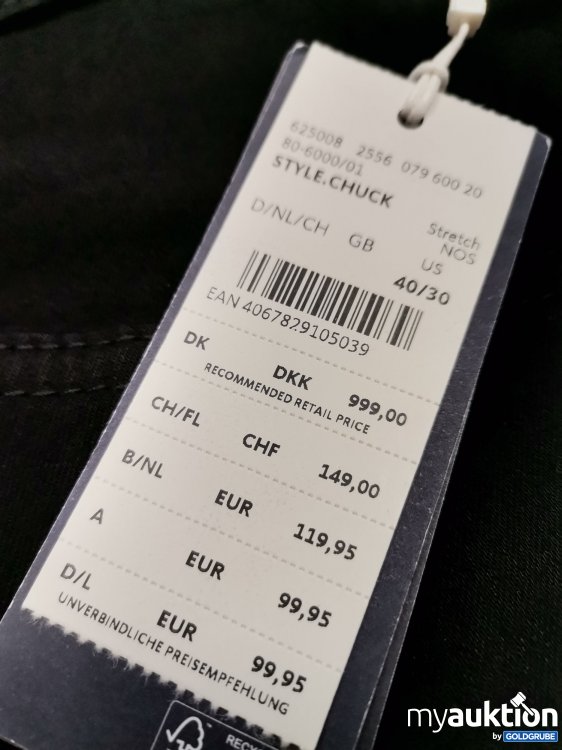 625008 2556 079 600 20
80-6000/01
STYLE.CHUCK
Stretch
NOS
D/NL/CH GB US
40/30
EAN 4067829105039
DK DKK 999,00
RECOMMENDED RETAIL PRICE
CH/FL CHF 149,00
B/NL EUR 119,95
A EUR 99,95
D/L EUR 99,95
UNVERBINDLICHE PREISEMPFEHLUNG
myauktion
by GOLDGRUBE